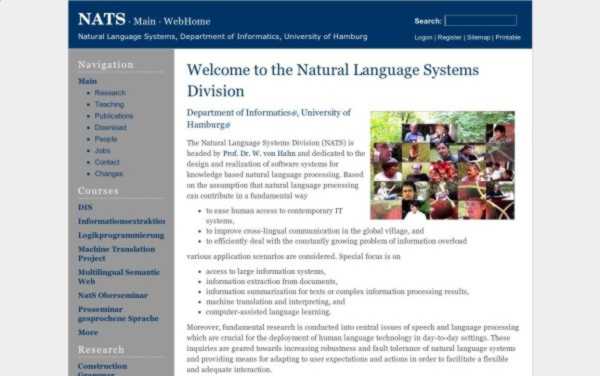 NATS · Main · WebHome
Search:
Natural Language Systems, Department of Informatics, University of Hamburg
Logon | Register | Sitemap | Printable
Navigation
Main
Research
Teaching
Publications
Download
People
Jobs
Contact
Changes
Courses
DIS
Informationsextraktion
Logikprogrammierung
Machine Translation
Project
Multilingual Semantic
Web
NatS Oberseminar
Proseminar
gesprochene Sprache
More
Research
Construction
Grammar
Welcome to the Natural Language Systems
Division
Department of Informatics, University of
Hamburg
The Natural Language Systems Division (NATS) is
headed by Prof. Dr. W. von Hahn and dedicated to the
design and realization of software systems for
knowledge based natural language processing. Based
on the assumption that natural language processing
can contribute in a fundamental way
to ease human access to contemporary IT
systems,
to improve cross-lingual communication in the global village, and
to efficiently deal with the constantly growing problem of information overload
various application scenarios are considered. Special focus is on
access to large information systems,
information extraction from documents,
information summarization for texts or complex information processing results,
machine translation and interpreting, and
computer-assisted language learning.
Moreover, fundamental research is conducted into central issues of speech and language processing
which are crucial for the deployment of human language technology in day-to-day settings. These
inquiries are geared towards increasing robustness and fault tolerance of natural language systems
and providing means for adapting to user expectations and actions in order to facilitate a flexible
and adequate interaction.